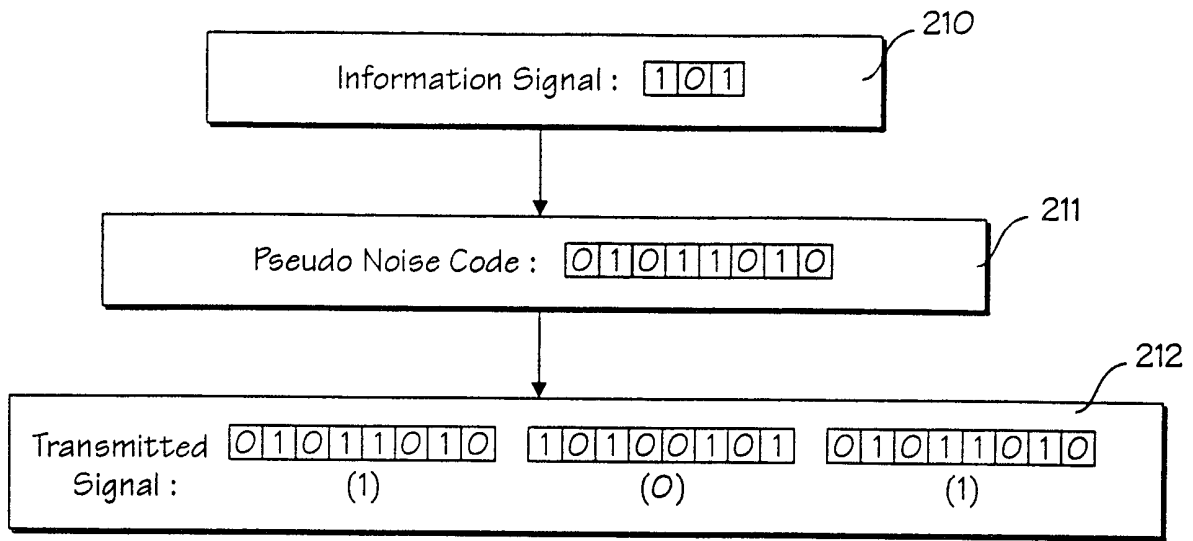 210
Information Signal : 1 0 1
211
Pseudo Noise Code : 0 1 0 1 1 0 1 0
212
Transmitted 0 1 0 1 1 0 1 0 1 0 1 0 0 1 0 1 0 1 0 1 1 0 1 0
Signal : (1) (0) (1)